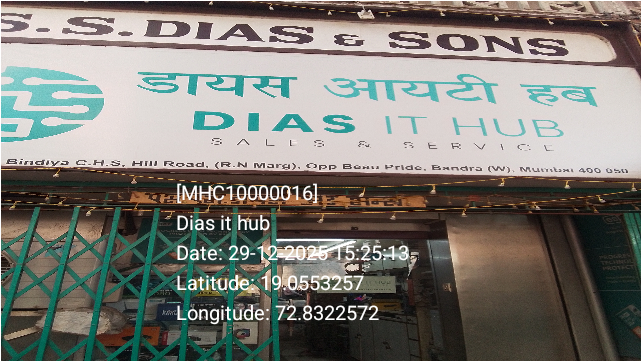 S.S.DIAS & SONS
डायस आयटी हब
DIAS IT HUB
SALES & SERVICE
Bindiya C.H.S, Hill Road, (R.N Marg), Opp Beau Pride, Bandra (W), Mumbai 400 050
[MHC10000016]
Dias it hub
Date: 29-12-2025 15:25:13
Latitude: 19.0553257
Longitude: 72.8322572